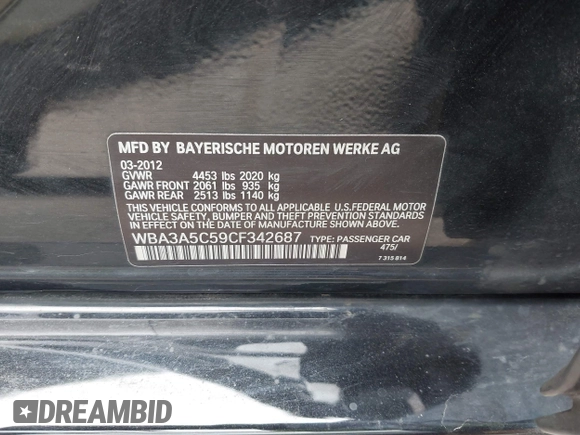 MFD BY BAYERISCHE MOTOREN WERKE AG
03-2012
GVWR 4453 lbs 2020 kg
GAWR FRONT 2061 lbs 935 kg
GAWR REAR 2513 lbs 1140 kg
THIS VEHICLE CONFORMS TO ALL APPLICABLE U.S.FEDERAL MOTOR
VEHICLE SAFETY, BUMPER AND THEFT PREVENTION STANDARDS
IN EFFECT ON THE DATE OF MANUFACTURE SHOWN ABOVE.
WBA3A5C59CF342687 TYPE: PASSENGER CAR
475/
7 315 814
DREAMBID